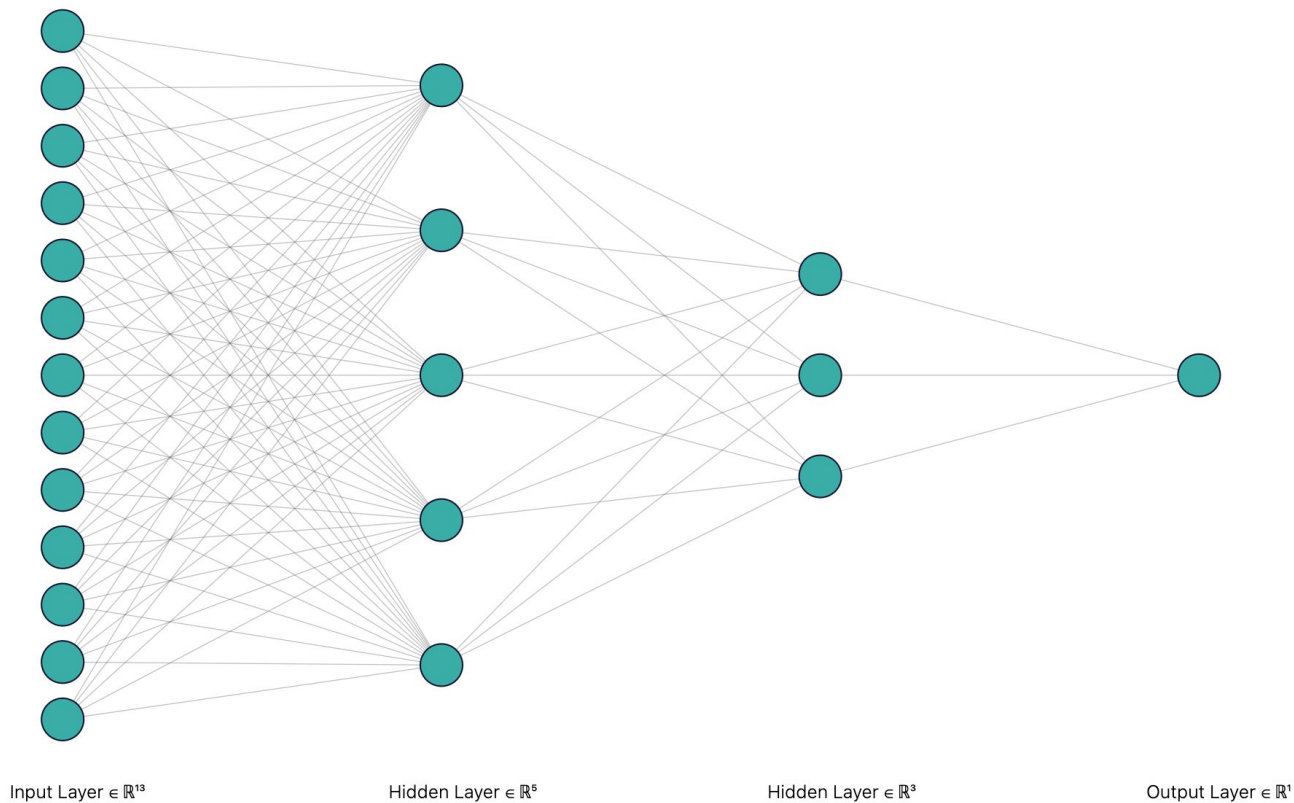 Input Layer ∈ ℝ¹³
Hidden Layer ∈ ℝ⁵
Hidden Layer ∈ ℝ³
Output Layer ∈ ℝ¹